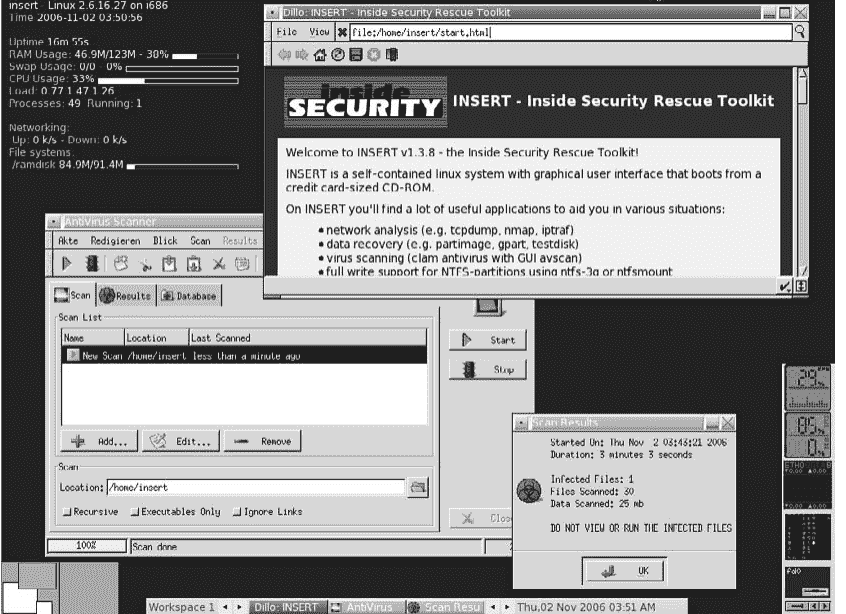 insert - Linux 2.6.16.27 on i686
Time 2006-11-02 03:50:56
Uptime 16m 55s
RAM Usage: 46.9M/123M - 38%
Swap Usage: 0/0 - 0%
CPU Usage: 33%
Load: 0.77 1.47 1.26
Processes: 49 Running: 1
Networking:
Up: 0 k/s - Down: 0 k/s
File systems:
/ramdisk 84.9M/91.4M
Dillo: INSERT - Inside Security Rescue Toolkit
File View file:/home/insert/start.html
inside
SECURITY
INSERT - Inside Security Rescue Toolkit
Welcome to INSERT v1.3.8 - the Inside Security Rescue Toolkit!
INSERT is a self-contained linux system with graphical user interface that boots from a
credit card-sized CD-ROM.
On INSERT you'll find a lot of useful applications to aid you in various situations:
• network analysis (e.g. tcpdump, nmap, iptraf)
• data recovery (e.g. partimage, gpart, testdisk)
• virus scanning (clam antivirus with GUI avscan)
• full write support for NTFS-partitions using ntfs-3g or ntfsmount
AntiVirus Scanner
Akte Redigieren Blick Scan Results
Scan Results Database
Scan List
Name Location Last Scanned
New Scan /home/insert less than a minute ago
Add... Edit... Remove
Scan
Location: /home/insert
Recursive Executables Only Ignore Links
100% Scan done
Start
Stop
Clos
Scan Results
Started On: Thu Nov 2 03:43:21 2006
Duration: 3 minutes 3 seconds
Infected Files: 1
Files Scanned: 30
Data Scanned: 25 mb
DO NOT VIEW OR RUN THE INFECTED FILES
OK
29%
85%
0%
ETH0
fd0
Workspace 1 Dillo: INSERT AntiVirus Scan Resu Thu,02 Nov 2006 03:51 AM